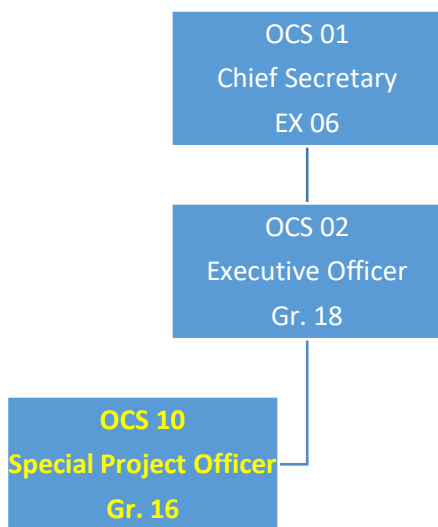 OCS 01
Chief Secretary
EX 06
OCS 02
Executive Officer
Gr. 18
OCS 10
Special Project Officer
Gr. 16